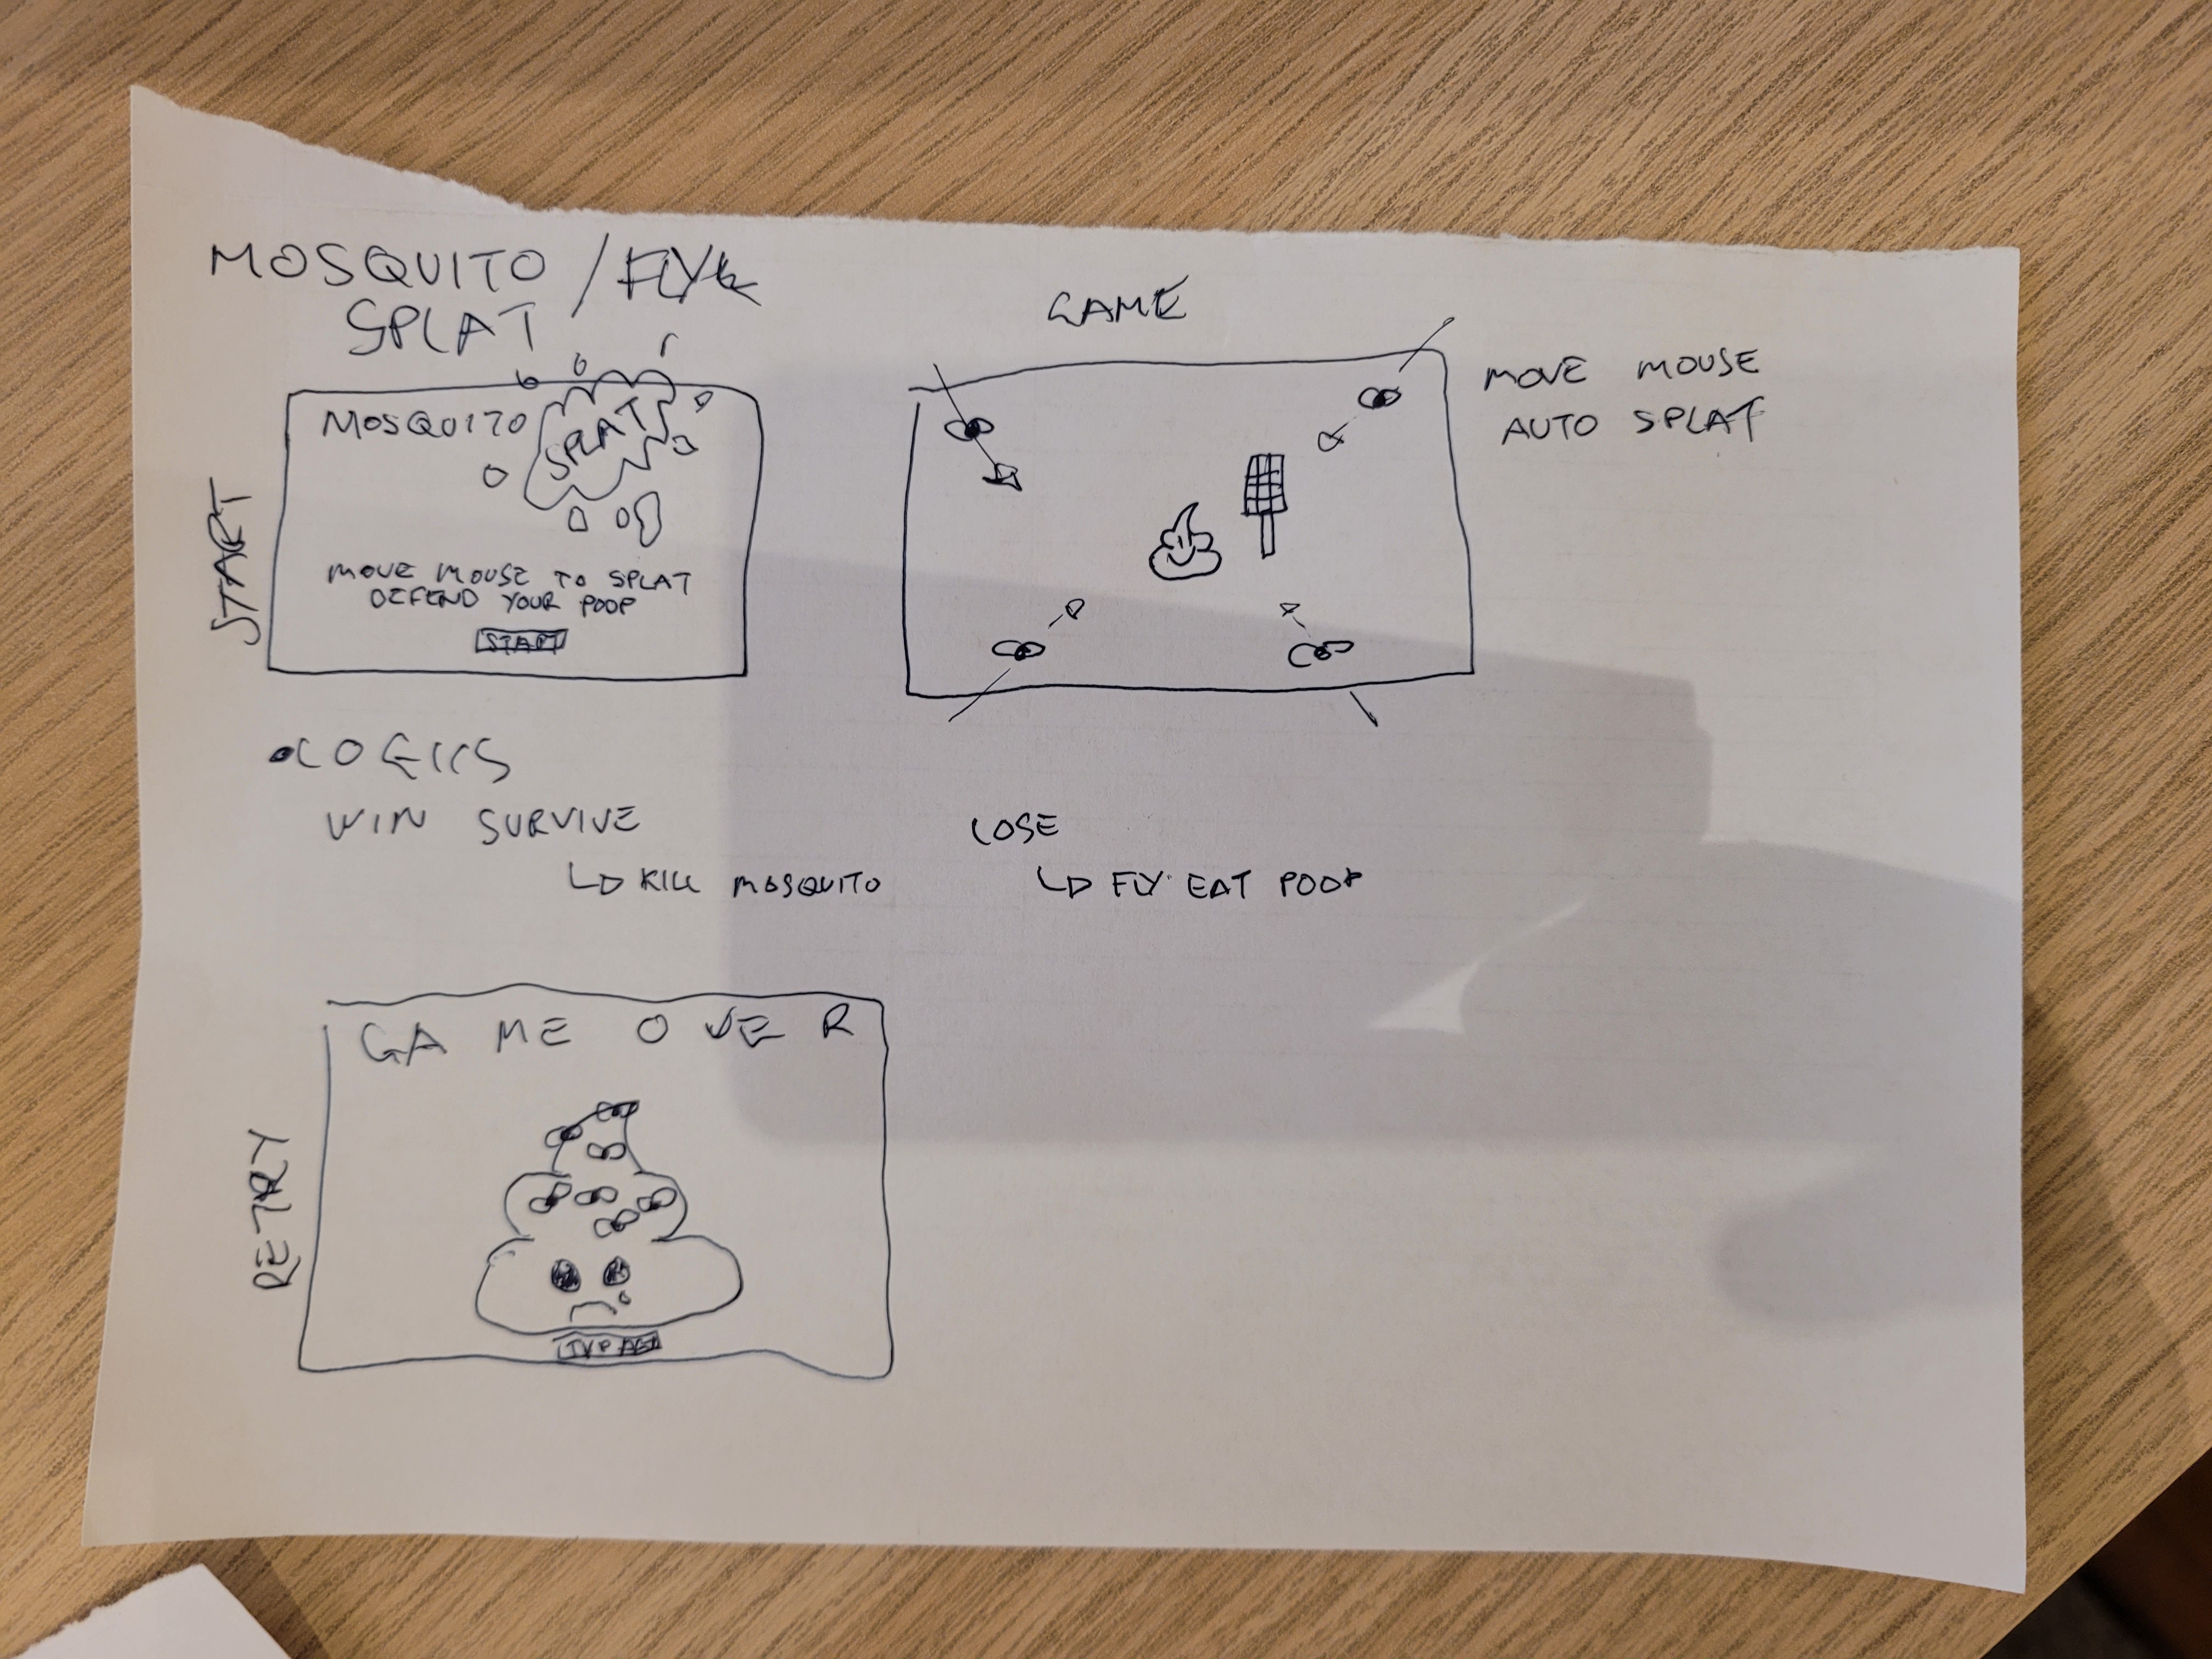 MOSQUITO / FLY
SPLAT
START
MOSQUITO SPLAT
MOVE MOUSE TO SPLAT
DEFEND YOUR POOP
START
GAME
MOVE MOUSE
AUTO SPLAT
LOGICS
WIN SURVIVE
KILL MOSQUITO
LOSE
FLY EAT POOP
RETRY
GAME OVER